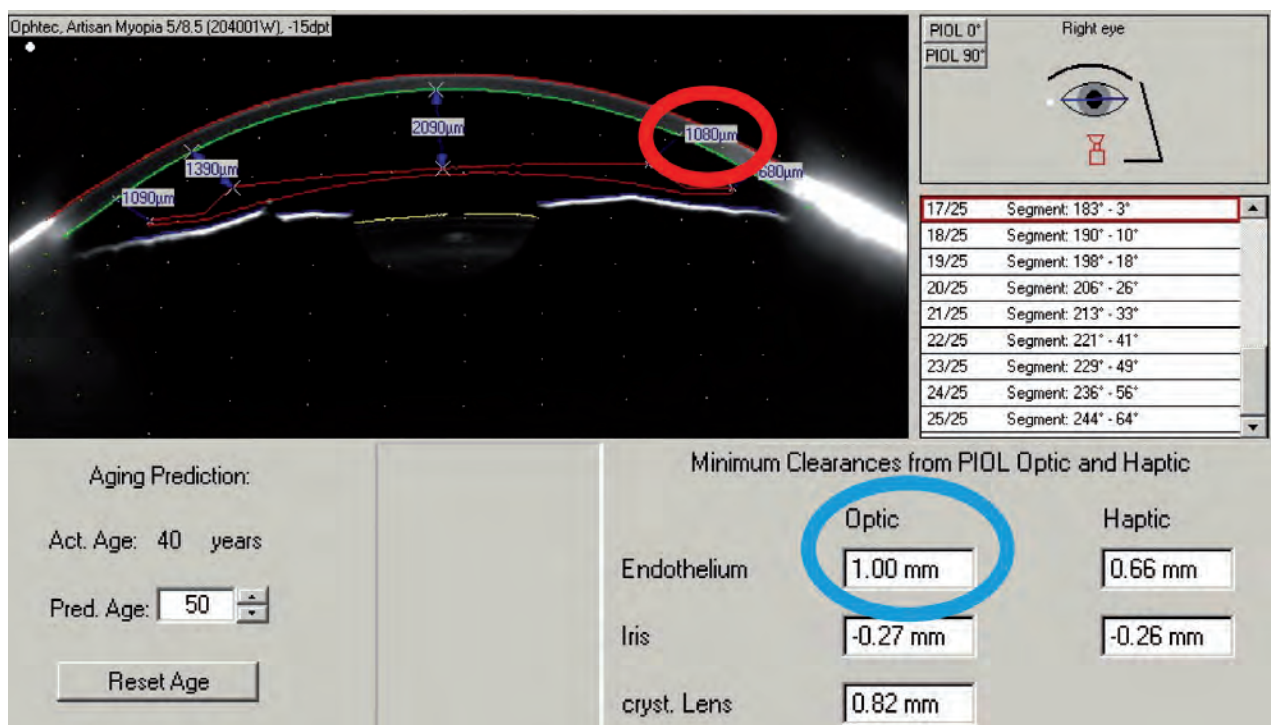 Ophtec, Artisan Myopia 5/8.5 (204001W), -15dpt
2090µm
1080µm
1390µm
680µm
1090µm
PIOL 0°
PIOL 90°
Right eye
17/25 Segment: 183° - 3°
18/25 Segment: 190° - 10°
19/25 Segment: 198° - 18°
20/25 Segment: 206° - 26°
21/25 Segment: 213° - 33°
22/25 Segment: 221° - 41°
23/25 Segment: 229° - 49°
24/25 Segment: 236° - 56°
25/25 Segment: 244° - 64°
Aging Prediction:
Act. Age: 40 years
Pred. Age: 50
Reset Age
Minimum Clearances from PIOL Optic and Haptic
Optic Haptic
Endothelium 1.00 mm 0.66 mm
Iris -0.27 mm -0.26 mm
cryst. Lens 0.82 mm